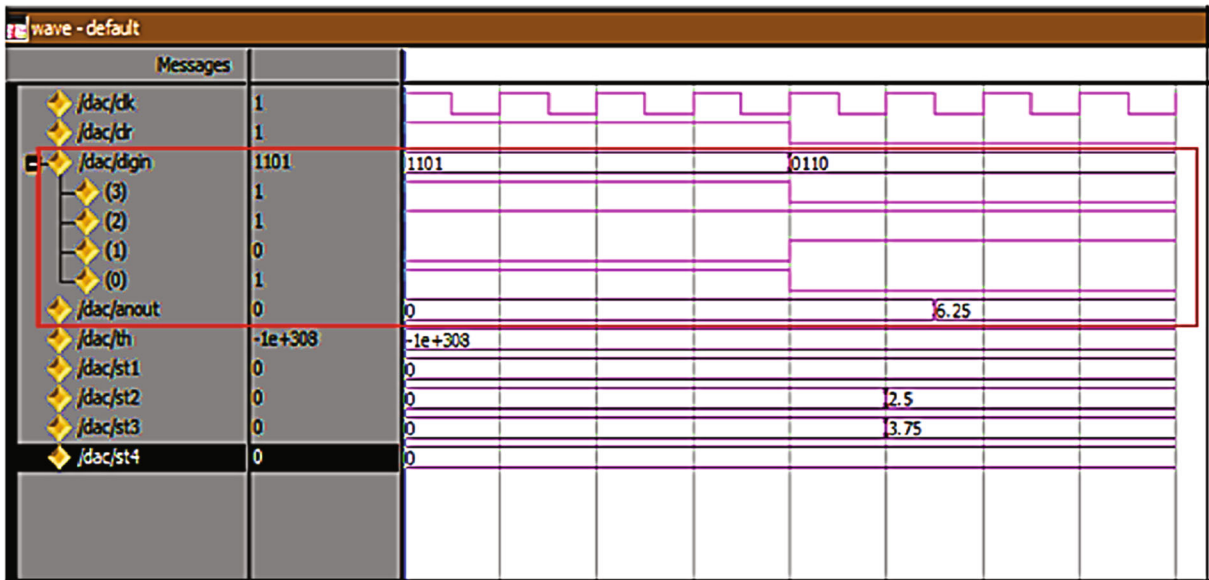 wave - default
Messages
/dac/clk 1
/dac/clr 1
/dac/digin 1101 1101 0110
(3) 1
(2) 1
(1) 0
(0) 1
/dac/anout 0 0 6.25
/dac/th -1e+308 -1e+308
/dac/st1 0 0
/dac/st2 0 0 2.5
/dac/st3 0 0 3.75
/dac/st4 0 0